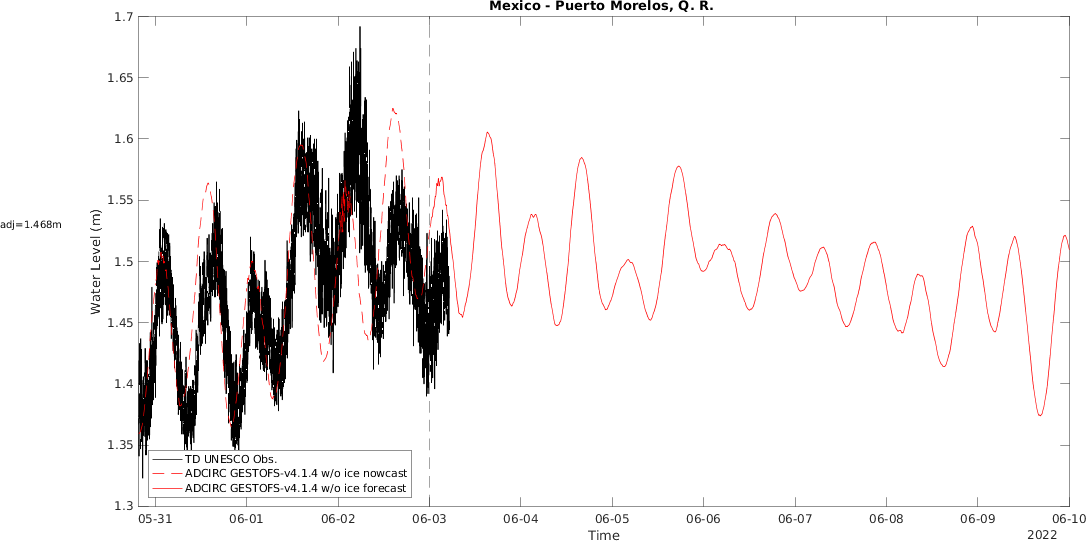 Mexico - Puerto Morelos, Q. R.
1.7
1.65
1.6
1.55
1.5
1.45
1.4
1.35
1.3
Water Level (m)
adj=1.468m
TD UNESCO Obs.
ADCIRC GESTOFS-v4.1.4 w/o ice nowcast
ADCIRC GESTOFS-v4.1.4 w/o ice forecast
05-31 06-01 06-02 06-03 06-04 06-05 06-06 06-07 06-08 06-09 06-10
Time
2022